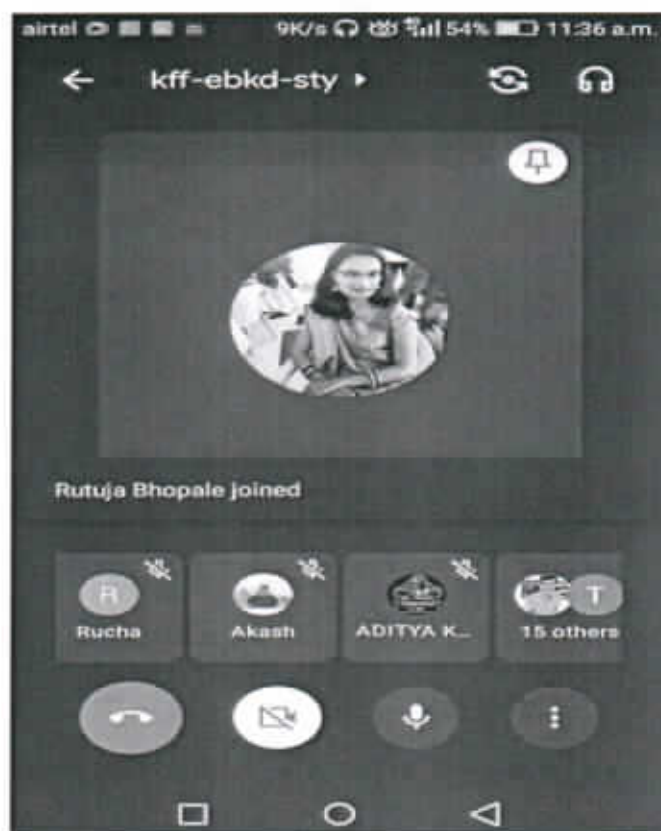 airtel 9K/s 54% 11:36 a.m.
kff-ebkd-sty
Rutuja Bhopale joined
R T
Rucha Akash ADITYA K... 15 others